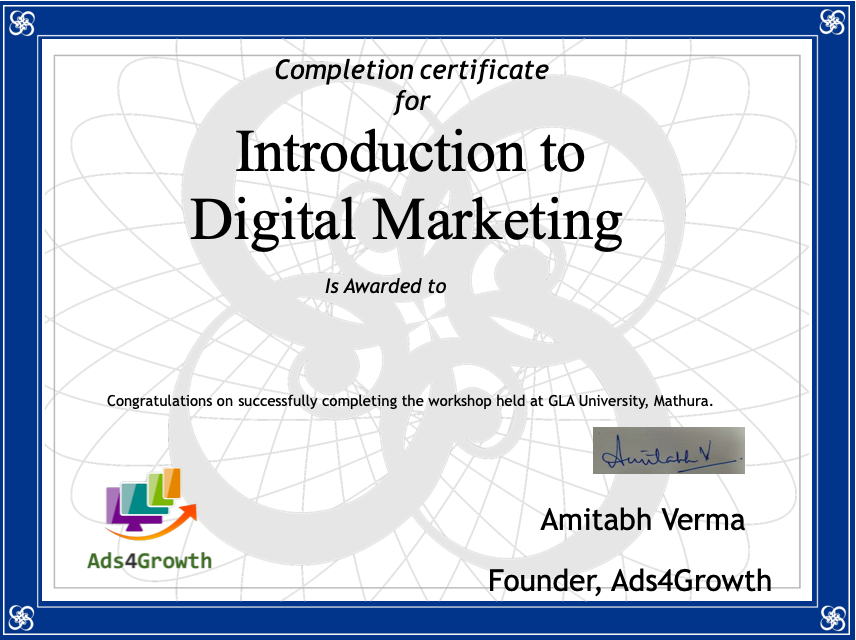 Completion certificate
for
Introduction to
Digital Marketing
Is Awarded to
Congratulations on successfully completing the workshop held at GLA University, Mathura.
Amitabh V
Amitabh Verma
Ads4Growth
Founder, Ads4Growth